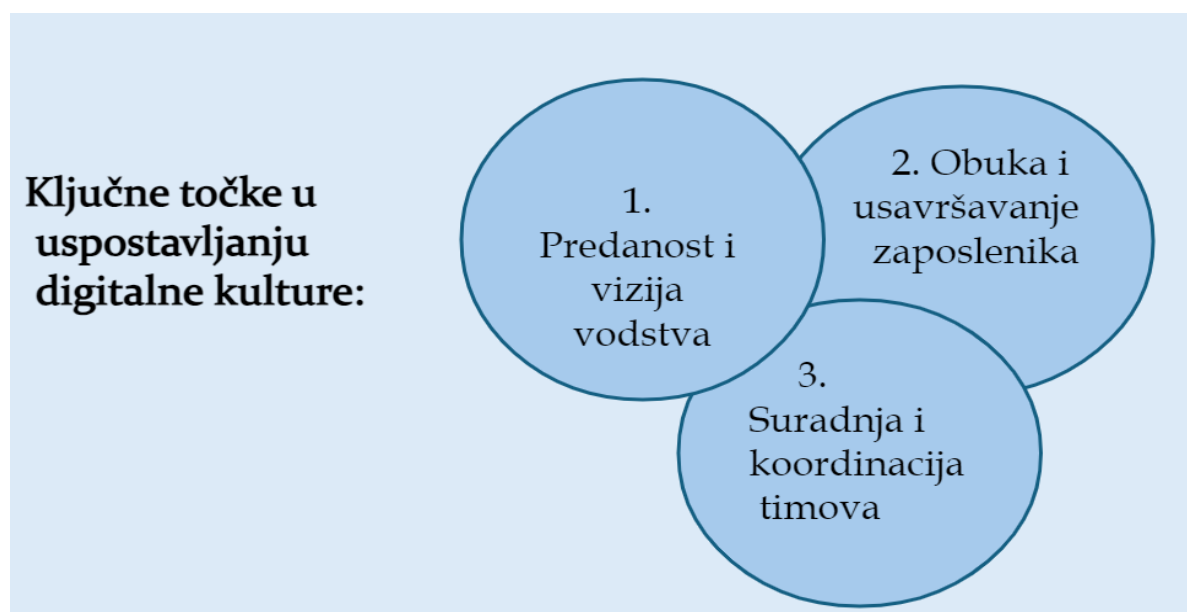 Ključne točke u
uspostavljanju
digitalne kulture:
1.
Predanost i
vizija
vodstva
2. Obuka i
usavršavanje
zaposlenika
3.
Suradnja i
koordinacija
timova